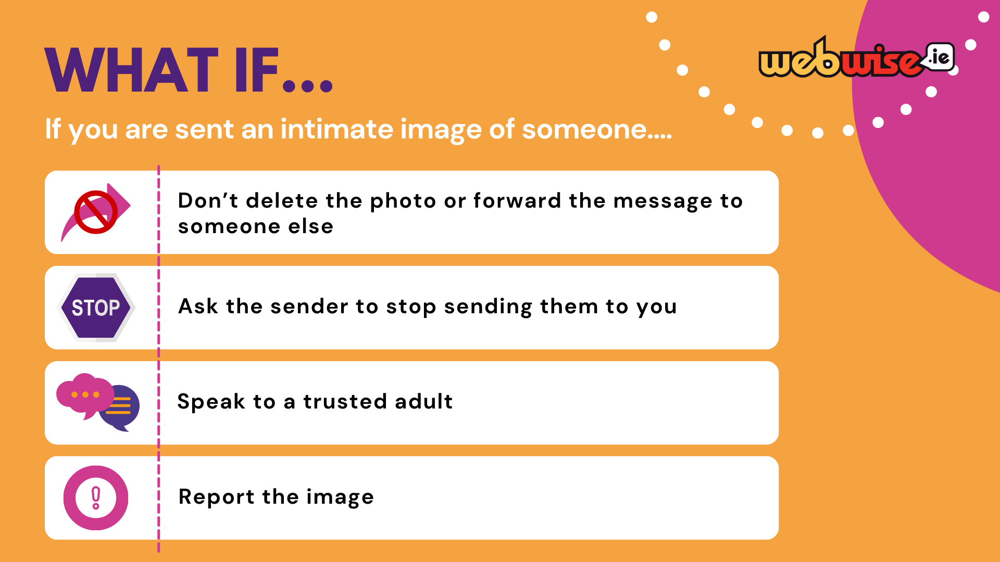 WHAT IF...
webwise.ie
If you are sent an intimate image of someone....
Don’t delete the photo or forward the message to
someone else
STOP
Ask the sender to stop sending them to you
Speak to a trusted adult
Report the image